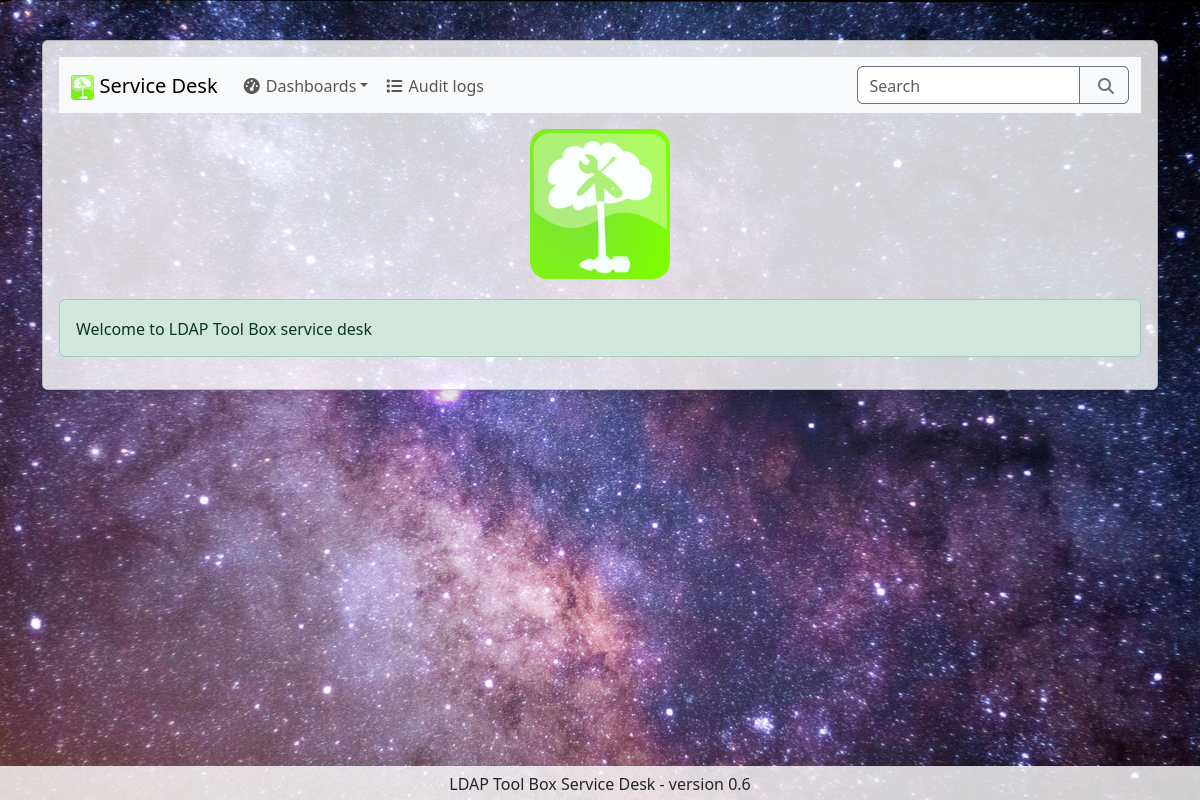 Service Desk Dashboards Audit logs Search
Welcome to LDAP Tool Box service desk
LDAP Tool Box Service Desk - version 0.6